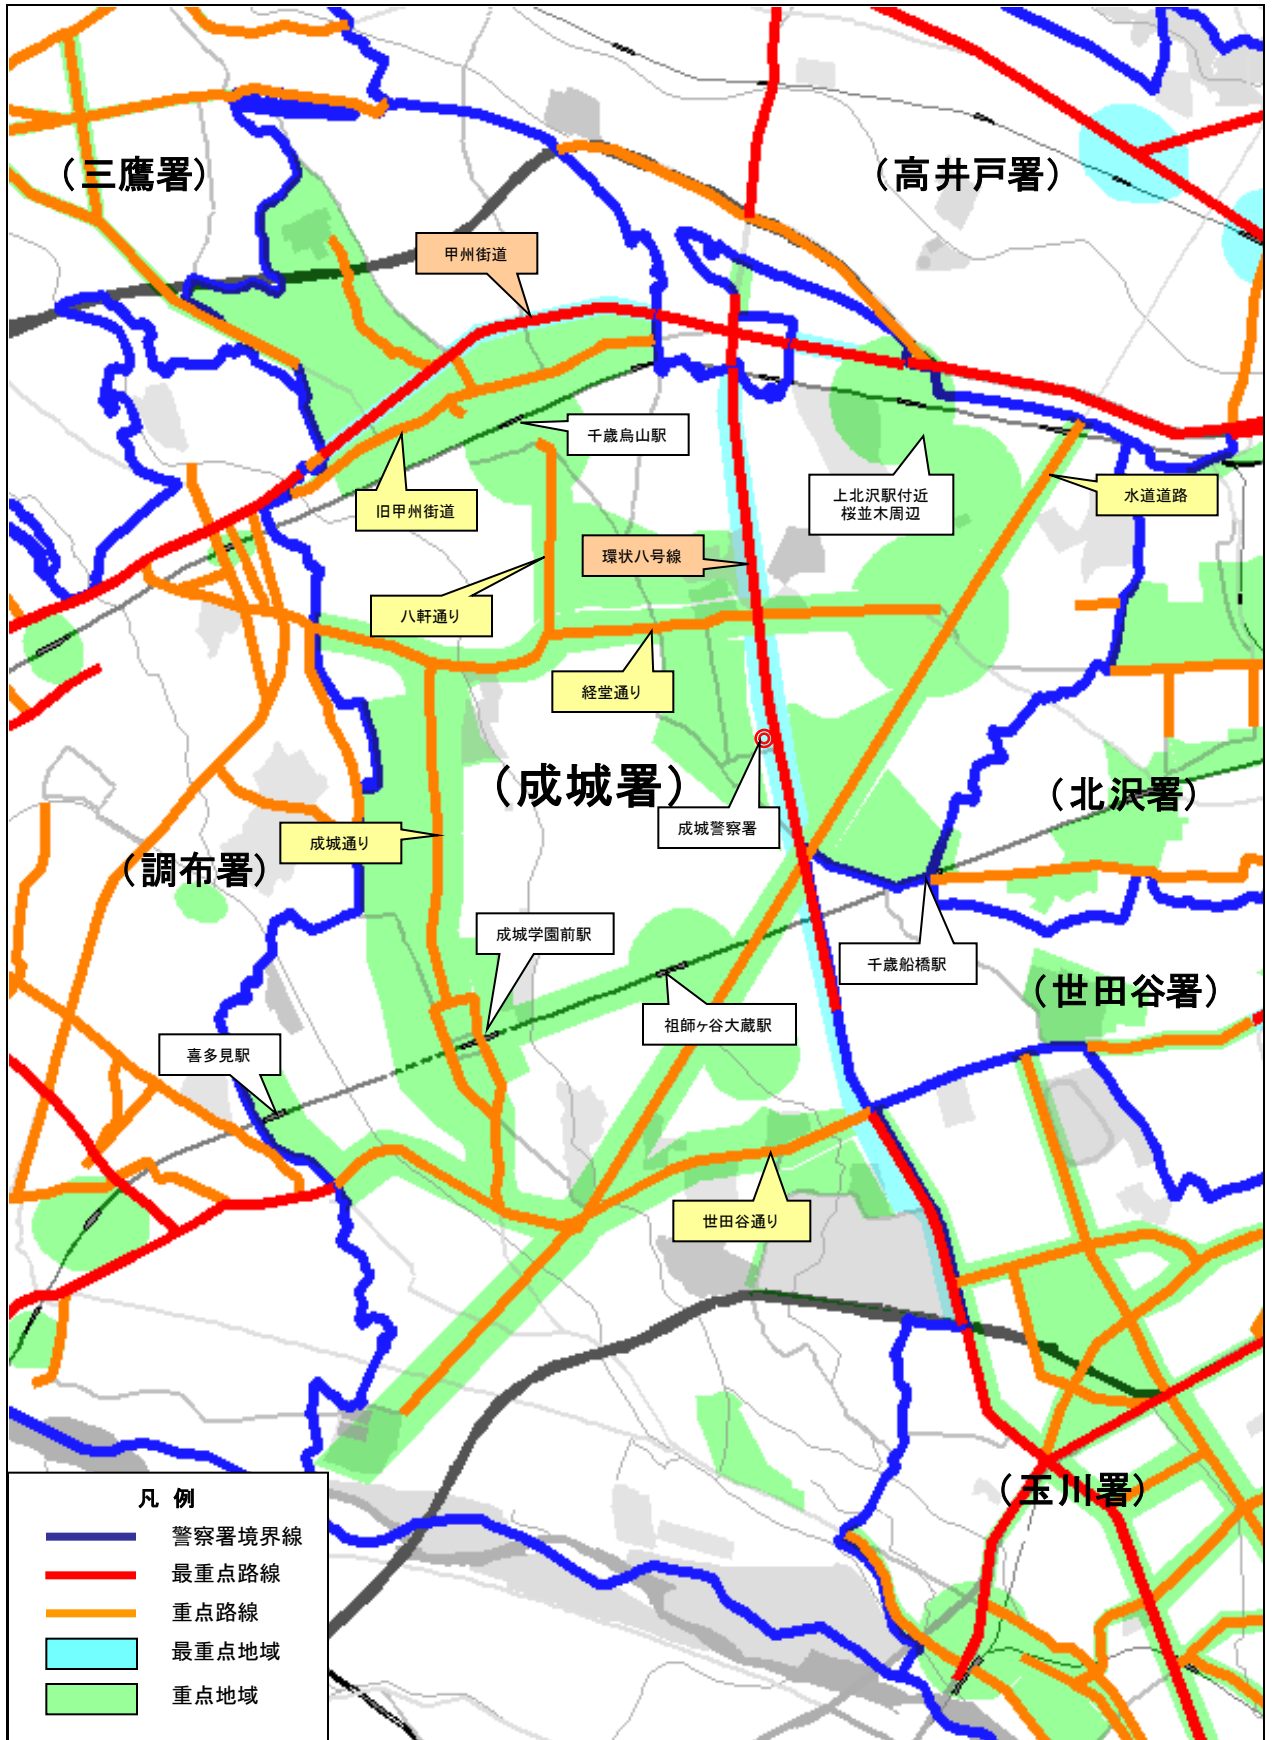 （三鷹署）
（高井戸署）
甲州街道
千歳烏山駅
旧甲州街道
上北沢駅付近
桜並木周辺
水道道路
環状八号線
八軒通り
経堂通り
（成城署）
（北沢署）
成城警察署
成城通り
（調布署）
成城学園前駅
千歳船橋駅
（世田谷署）
祖師ヶ谷大蔵駅
喜多見駅
世田谷通り
（玉川署）
凡 例
警察署境界線
最重点路線
重点路線
最重点地域
重点地域